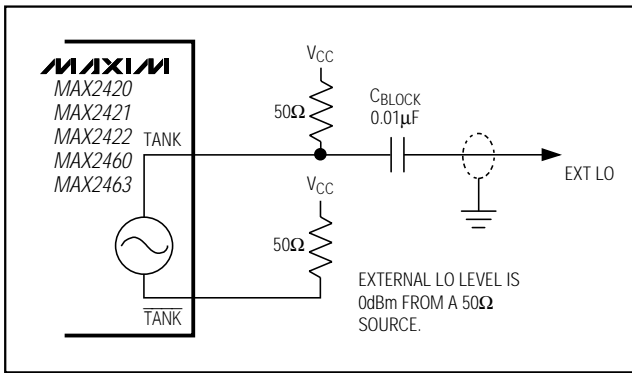 MAXIM
MAX2420
MAX2421
MAX2422
MAX2460
MAX2463
TANK
TANK
VCC
50Ω
CBLOCK
0.01µF
EXT LO
VCC
50Ω
EXTERNAL LO LEVEL IS
0dBm FROM A 50Ω
SOURCE.